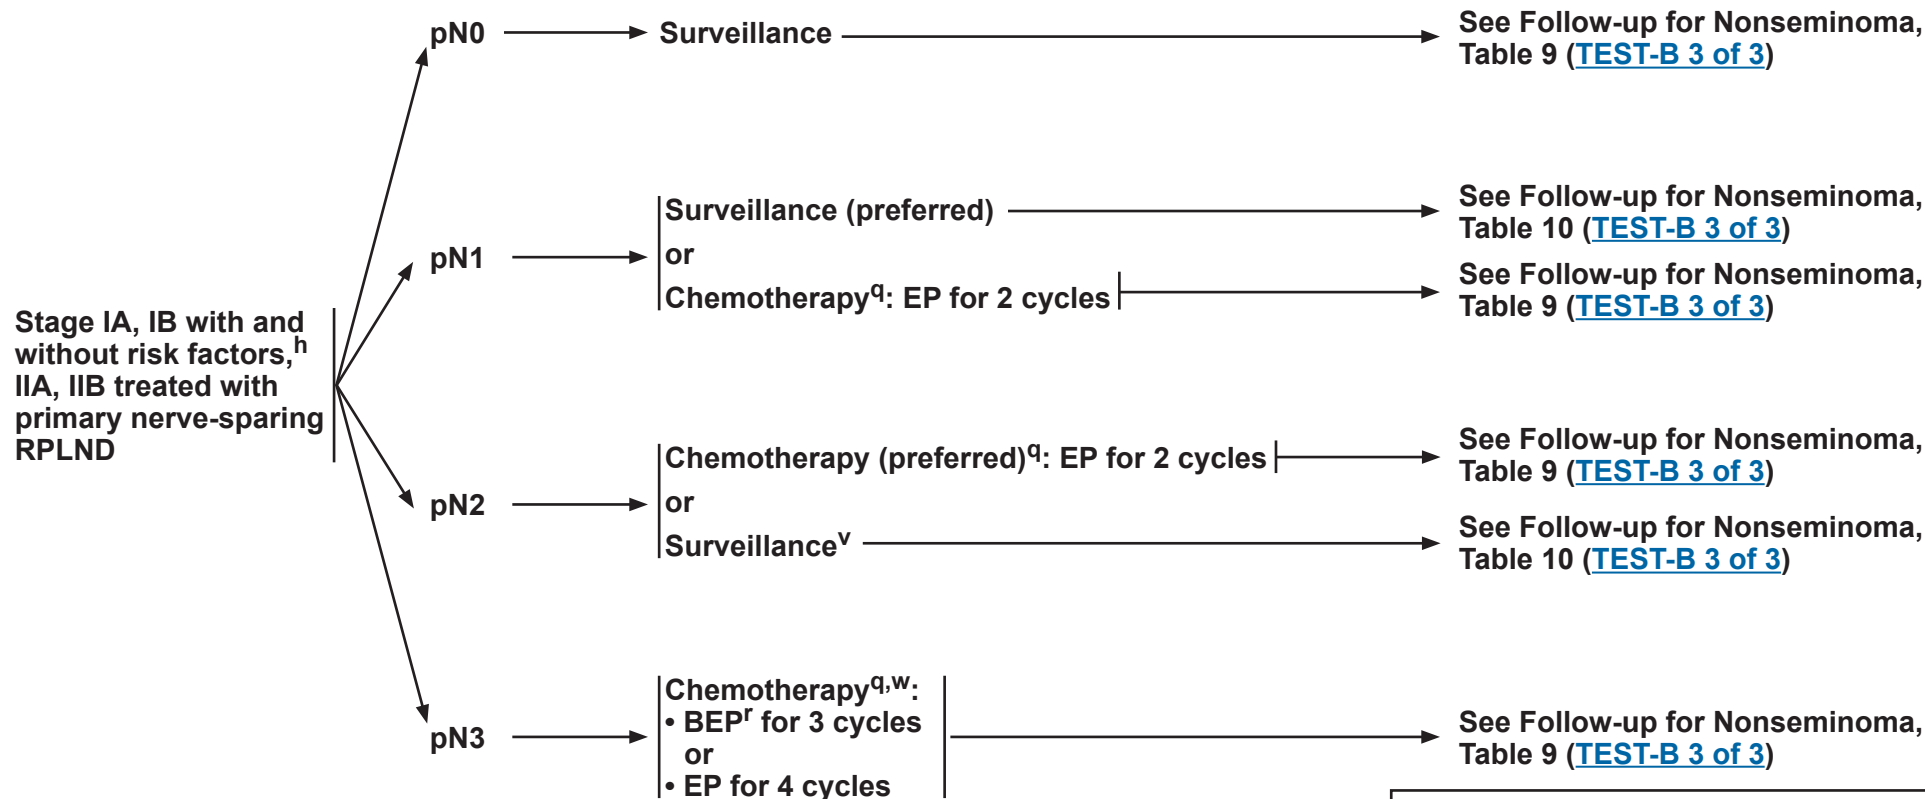 Stage IA, IB with and
without risk factors,h
IIA, IIB treated with
primary nerve-sparing
RPLND
pN0
Surveillance
See Follow-up for Nonseminoma,
Table 9 (TEST-B 3 of 3)
pN1
Surveillance (preferred)
or
Chemotherapyq: EP for 2 cycles
See Follow-up for Nonseminoma,
Table 10 (TEST-B 3 of 3)
See Follow-up for Nonseminoma,
Table 9 (TEST-B 3 of 3)
pN2
Chemotherapy (preferred)q: EP for 2 cycles
or
Surveillancev
See Follow-up for Nonseminoma,
Table 9 (TEST-B 3 of 3)
See Follow-up for Nonseminoma,
Table 10 (TEST-B 3 of 3)
pN3
Chemotherapyq,w:
• BEPr for 3 cycles
or
• EP for 4 cycles
See Follow-up for Nonseminoma,
Table 9 (TEST-B 3 of 3)